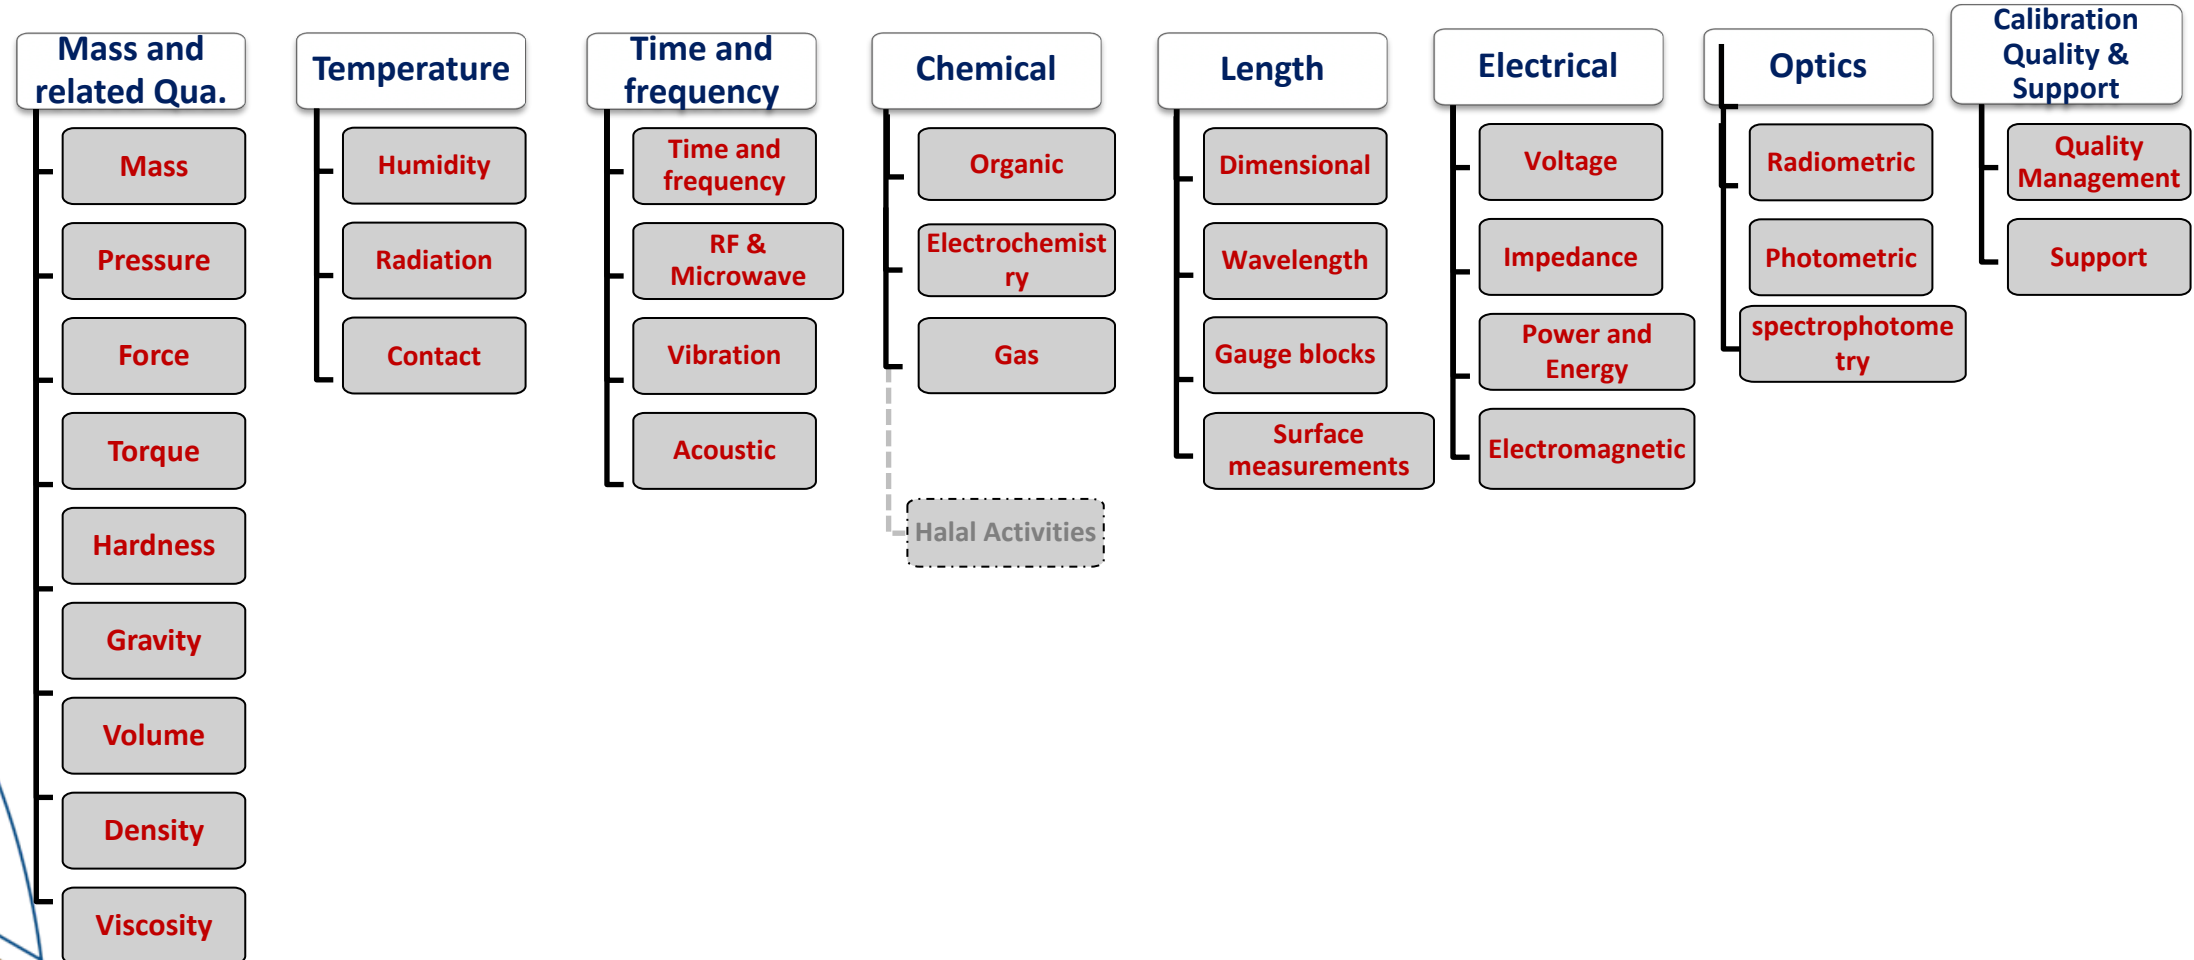 Mass and
related Qua.
Mass
Pressure
Force
Torque
Hardness
Gravity
Volume
Density
Viscosity
Temperature
Humidity
Radiation
Contact
Time and
frequency
Time and
frequency
RF &
Microwave
Vibration
Acoustic
Chemical
Organic
Electrochemist
ry
Gas
Halal Activities
Length
Dimensional
Wavelength
Gauge blocks
Surface
measurements
Electrical
Voltage
Impedance
Power and
Energy
Electromagnetic
Optics
Radiometric
Photometric
spectrophotome
try
Calibration
Quality &
Support
Quality
Management
Support